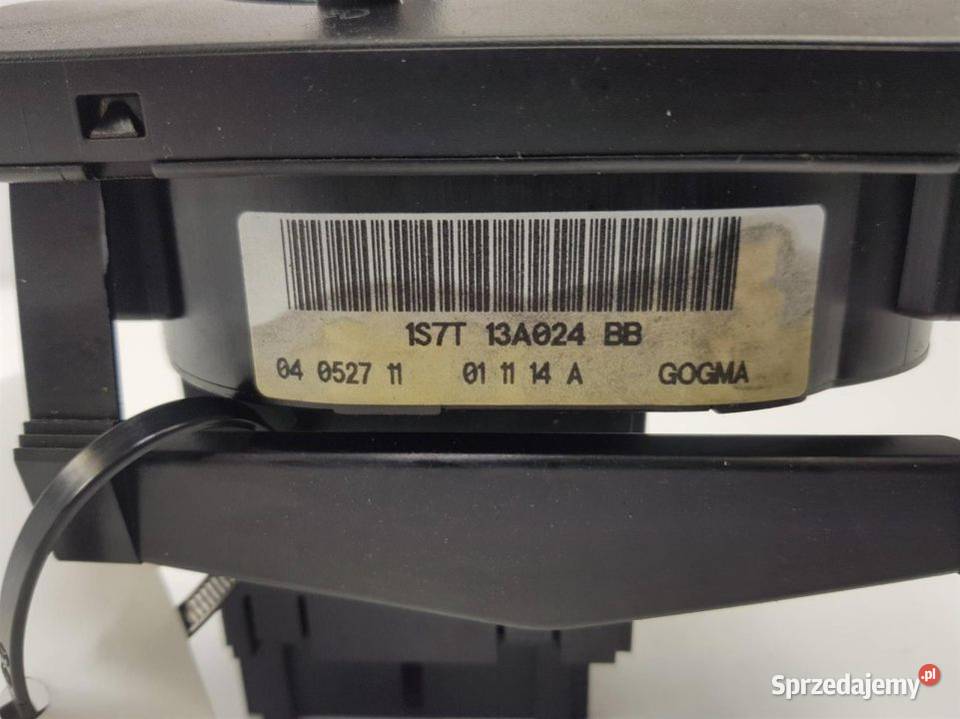 1S7T 13A024 BB
04 0527 11 01 11 14 A GOGMA
Sprzedajemy.pl